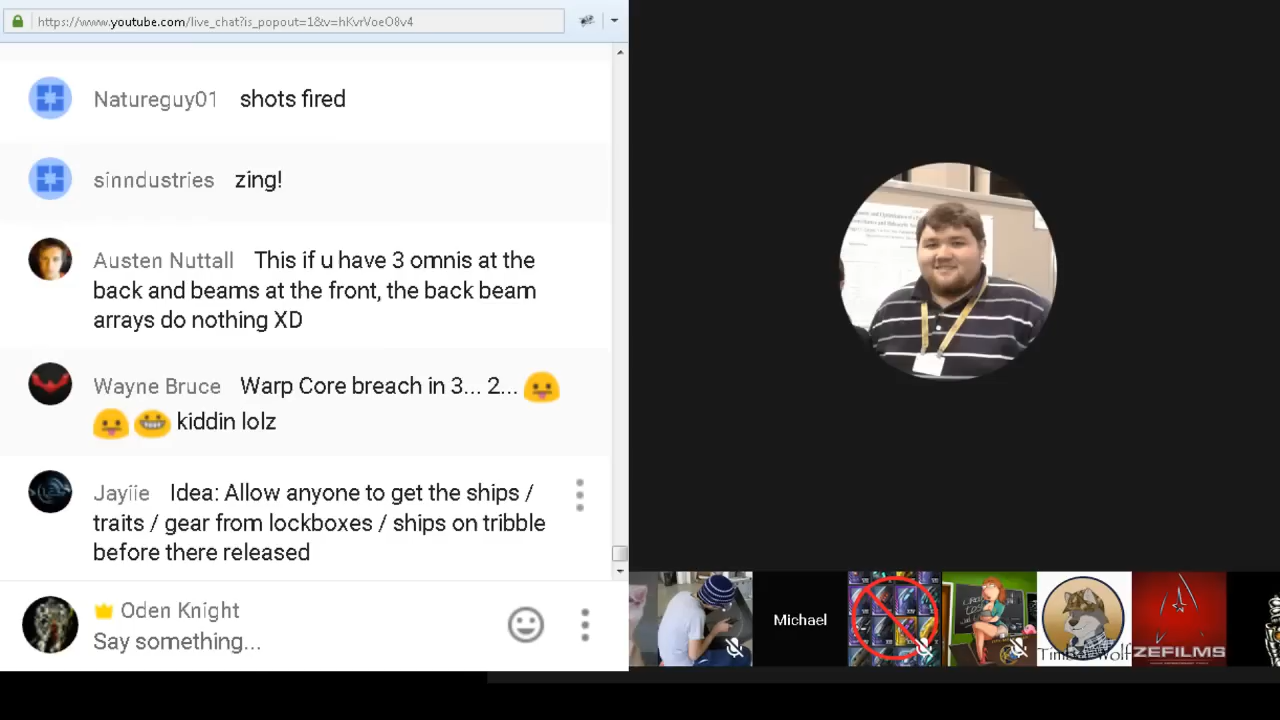 https://www.youtube.com/live_chat?is_popout=1&v=hKvrVoeO8v4
Natureguy01 shots fired
sinndustries zing!
Austen Nuttall This if u have 3 omnis at the
back and beams at the front, the back beam
arrays do nothing XD
Wayne Bruce Warp Core breach in 3... 2...
kiddin lolz
Jayiie Idea: Allow anyone to get the ships /
traits / gear from lockboxes / ships on tribble
before there released
Oden Knight
Say something...
Michael
ZEFILMS